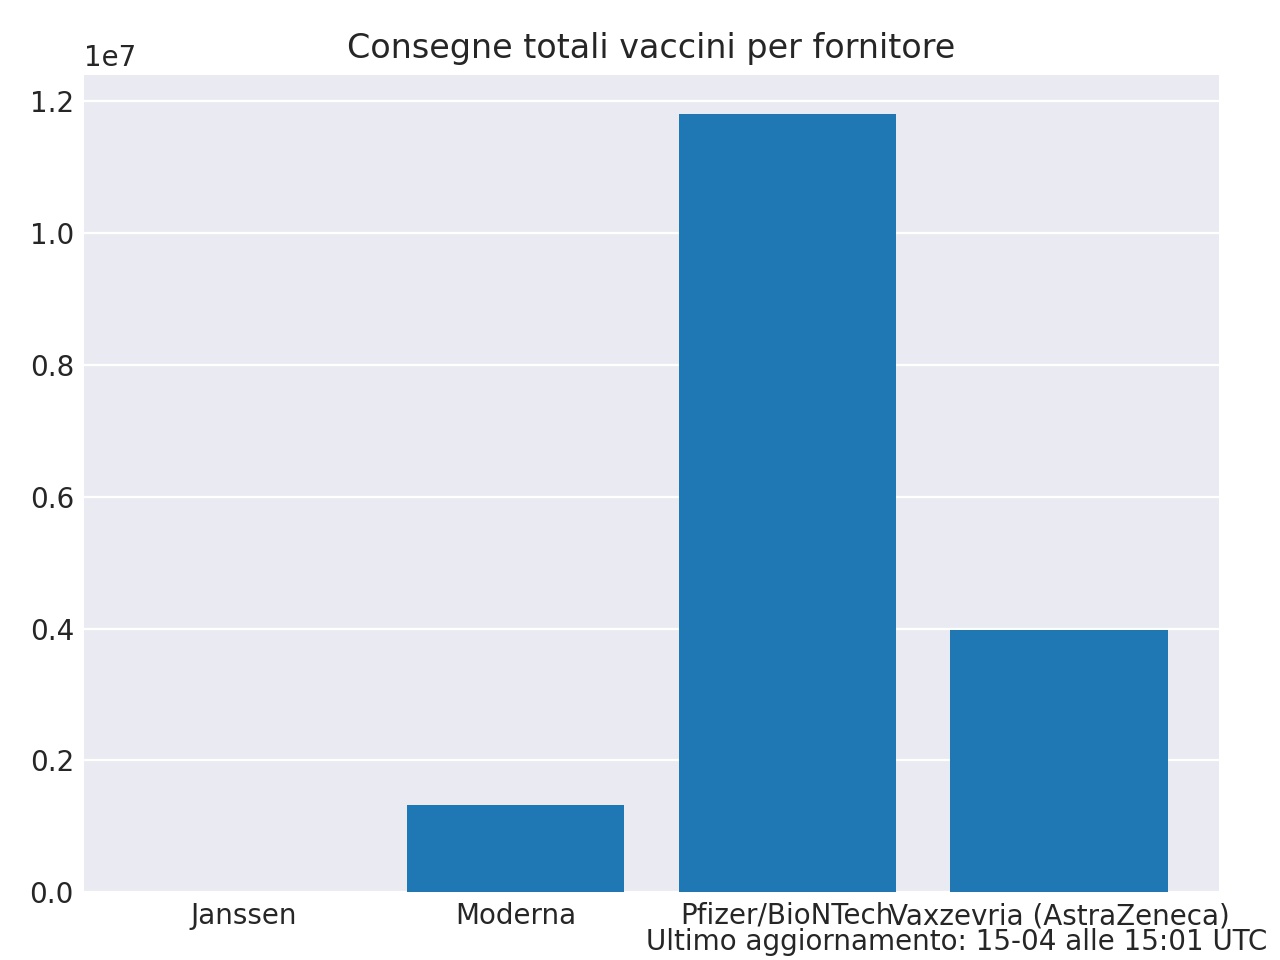 Consegne totali vaccini per fornitore
1e7
1.2
1.0
0.8
0.6
0.4
0.2
0.0
Janssen Moderna Pfizer/BioNTech Vaxzevria (AstraZeneca)
Ultimo aggiornamento: 15-04 alle 15:01 UTC